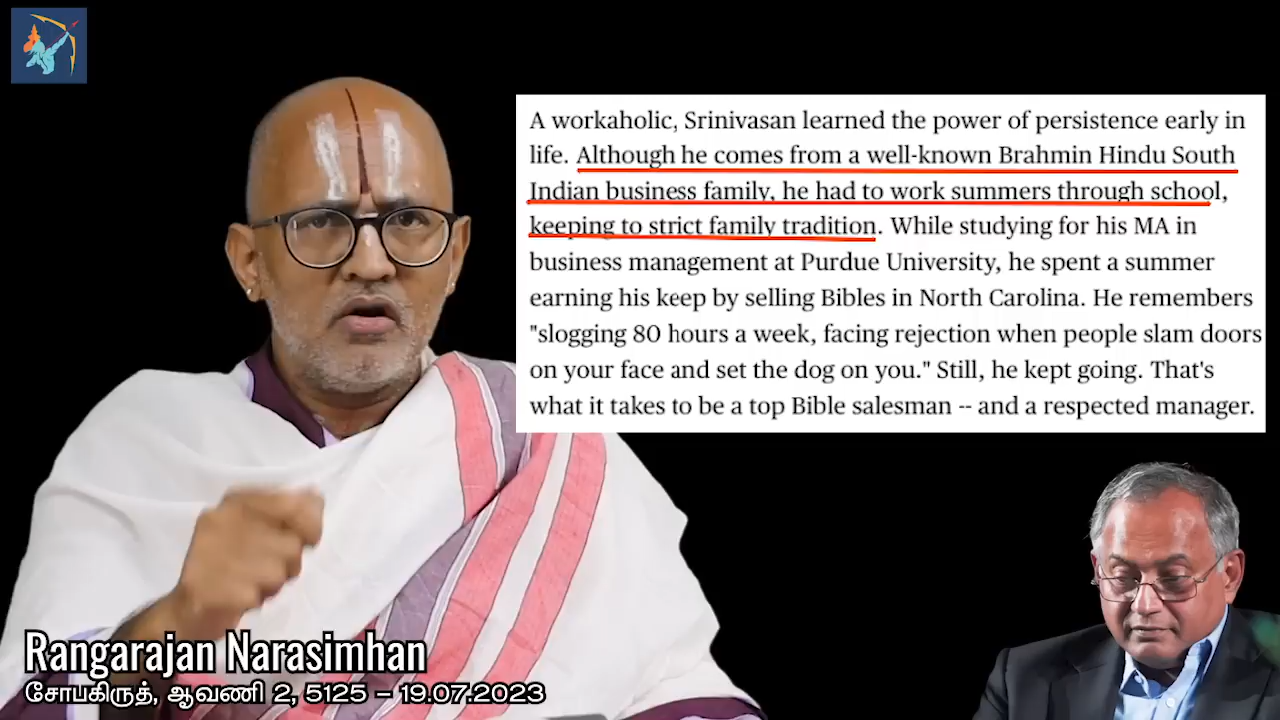 A workaholic, Srinivasan learned the power of persistence early in
life. Although he comes from a well-known Brahmin Hindu South
Indian business family, he had to work summers through school,
keeping to strict family tradition. While studying for his MA in
business management at Purdue University, he spent a summer
earning his keep by selling Bibles in North Carolina. He remembers
"slogging 80 hours a week, facing rejection when people slam doors
on your face and set the dog on you." Still, he kept going. That's
what it takes to be a top Bible salesman -- and a respected manager.
Rangarajan Narasimhan
சோபகிருத், ஆவணி 2, 5125 – 19.07.2023